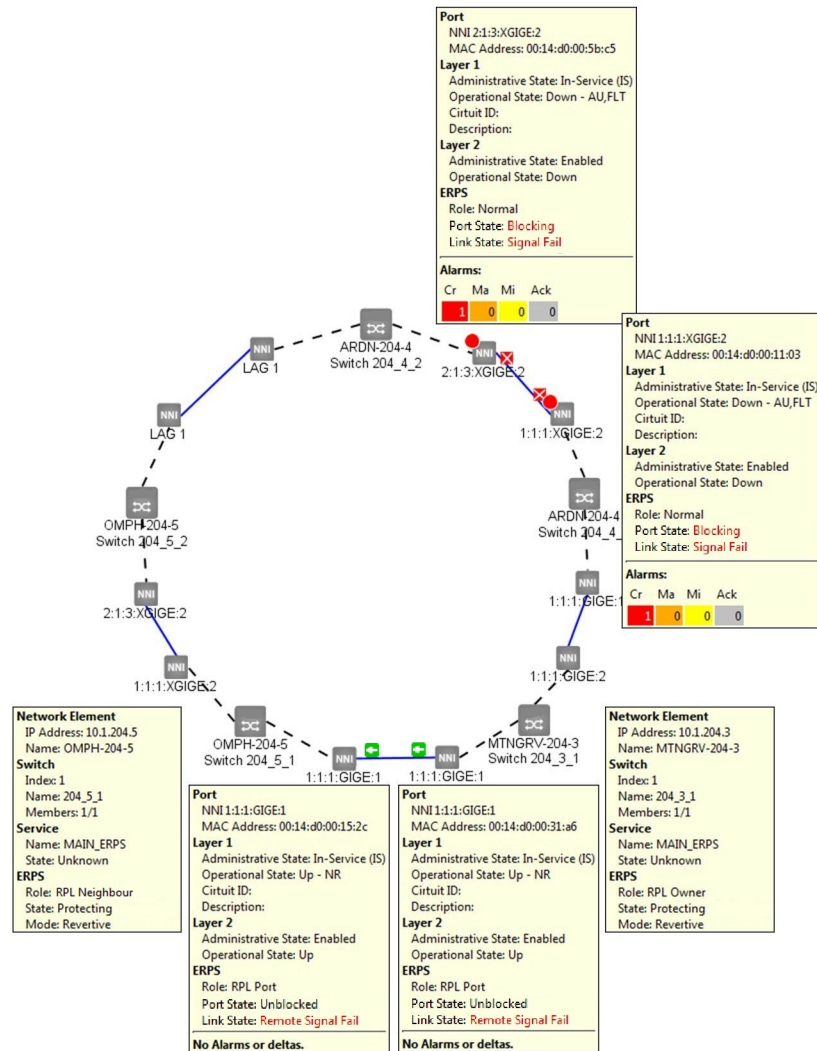 Port
NNI 2:1:3:XGIGE:2
MAC Address: 00:14:d0:00:5b:c5
Layer 1
Administrative State: In-Service (IS)
Operational State: Down - AU,FLT
Cirtuit ID:
Description:
Layer 2
Administrative State: Enabled
Operational State: Down
ERPS
Role: Normal
Port State: Blocking
Link State: Signal Fail
Alarms:
Cr Ma Mi Ack
1 0 0 0
Port
NNI 1:1:1:XGIGE:2
MAC Address: 00:14:d0:00:11:03
Layer 1
Administrative State: In-Service (IS)
Operational State: Down - AU,FLT
Cirtuit ID:
Description:
Layer 2
Administrative State: Enabled
Operational State: Down
ERPS
Role: Normal
Port State: Blocking
Link State: Signal Fail
Alarms:
Cr Ma Mi Ack
1 0 0 0
ARDN-204-4
Switch 204_4_2
NNI
LAG 1
NNI
2:1:3:XGIGE:2
NNI
1:1:1:XGIGE:2
NNI
LAG 1
OMPH-204-5
Switch 204_5_2
ARDN-204-4
Switch 204_4_
NNI
2:1:3:XGIGE:2
NNI
1:1:1:GIGE:1
NNI
1:1:1:XGIGE:2
NNI
1:1:1:GIGE:2
OMPH-204-5
Switch 204_5_1
MTNGRV-204-3
Switch 204_3_1
NNI
1:1:1:GIGE:1
NNI
1:1:1:GIGE:1
Network Element
IP Address: 10.1.204.5
Name: OMPH-204-5
Switch
Index: 1
Name: 204_5_1
Members: 1/1
Service
Name: MAIN_ERPS
State: Unknown
ERPS
Role: RPL Neighbour
State: Protecting
Mode: Revertive
Port
NNI 1:1:1:GIGE:1
MAC Address: 00:14:d0:00:15:2c
Layer 1
Administrative State: In-Service (IS)
Operational State: Up - NR
Cirtuit ID:
Description:
Layer 2
Administrative State: Enabled
Operational State: Up
ERPS
Role: RPL Port
Port State: Unblocked
Link State: Remote Signal Fail
No Alarms or deltas.
Port
NNI 1:1:1:GIGE:1
MAC Address: 00:14:d0:00:31:a6
Layer 1
Administrative State: In-Service (IS)
Operational State: Up - NR
Cirtuit ID:
Description:
Layer 2
Administrative State: Enabled
Operational State: Up
ERPS
Role: RPL Port
Port State: Unblocked
Link State: Remote Signal Fail
No Alarms or deltas.
Network Element
IP Address: 10.1.204.3
Name: MTNGRV-204-3
Switch
Index: 1
Name: 204_3_1
Members: 1/1
Service
Name: MAIN_ERPS
State: Unknown
ERPS
Role: RPL Owner
State: Protecting
Mode: Revertive